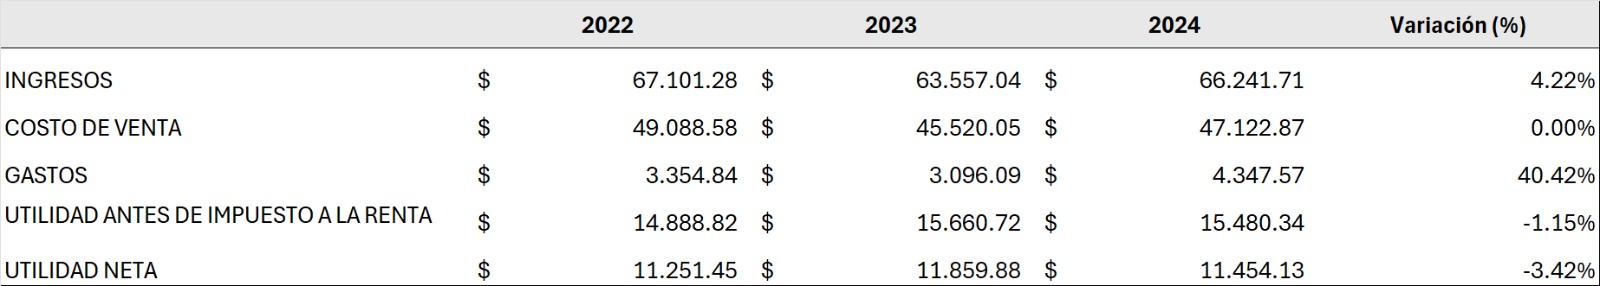 2022 2023 2024 Variación (%)
INGRESOS $ 67.101.28 $ 63.557.04 $ 66.241.71 4.22%
COSTO DE VENTA $ 49.088.58 $ 45.520.05 $ 47.122.87 0.00%
GASTOS $ 3.354.84 $ 3.096.09 $ 4.347.57 40.42%
UTILIDAD ANTES DE IMPUESTO A LA RENTA $ 14.888.82 $ 15.660.72 $ 15.480.34 -1.15%
UTILIDAD NETA $ 11.251.45 $ 11.859.88 $ 11.454.13 -3.42%